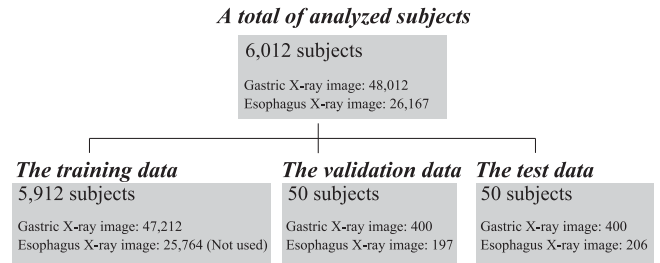 A total of analyzed subjects
6,012 subjects
Gastric X-ray image: 48,012
Esophagus X-ray image: 26,167
The training data
5,912 subjects
Gastric X-ray image: 47,212
Esophagus X-ray image: 25,764 (Not used)
The validation data
50 subjects
Gastric X-ray image: 400
Esophagus X-ray image: 197
The test data
50 subjects
Gastric X-ray image: 400
Esophagus X-ray image: 206